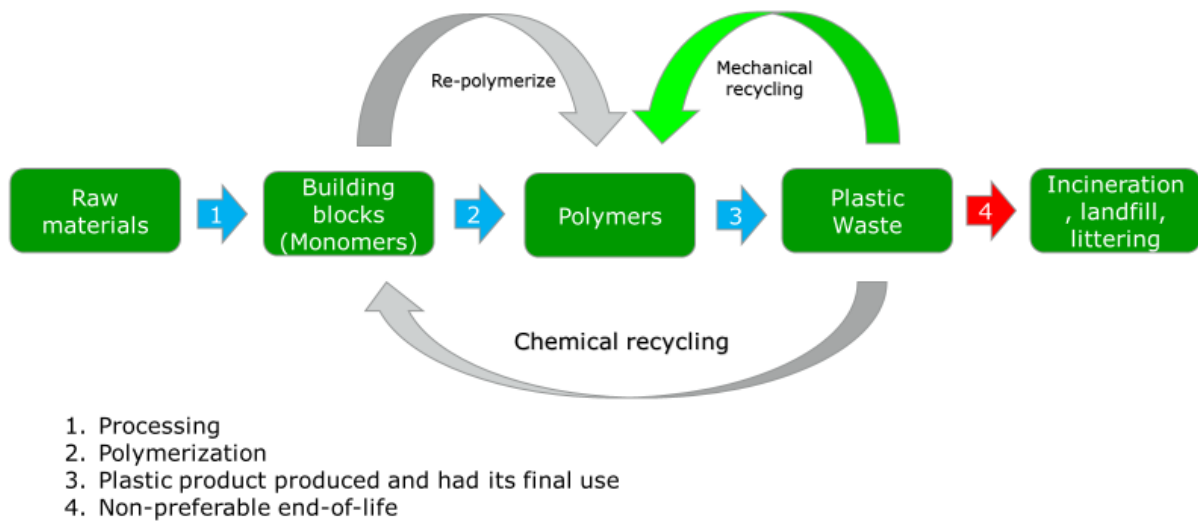 Re-polymerize
Mechanical
recycling
Raw
materials
1
Building
blocks
(Monomers)
2
Polymers
3
Plastic
Waste
4
Incineration
, landfill,
littering
Chemical recycling
1. Processing
2. Polymerization
3. Plastic product produced and had its final use
4. Non-preferable end-of-life